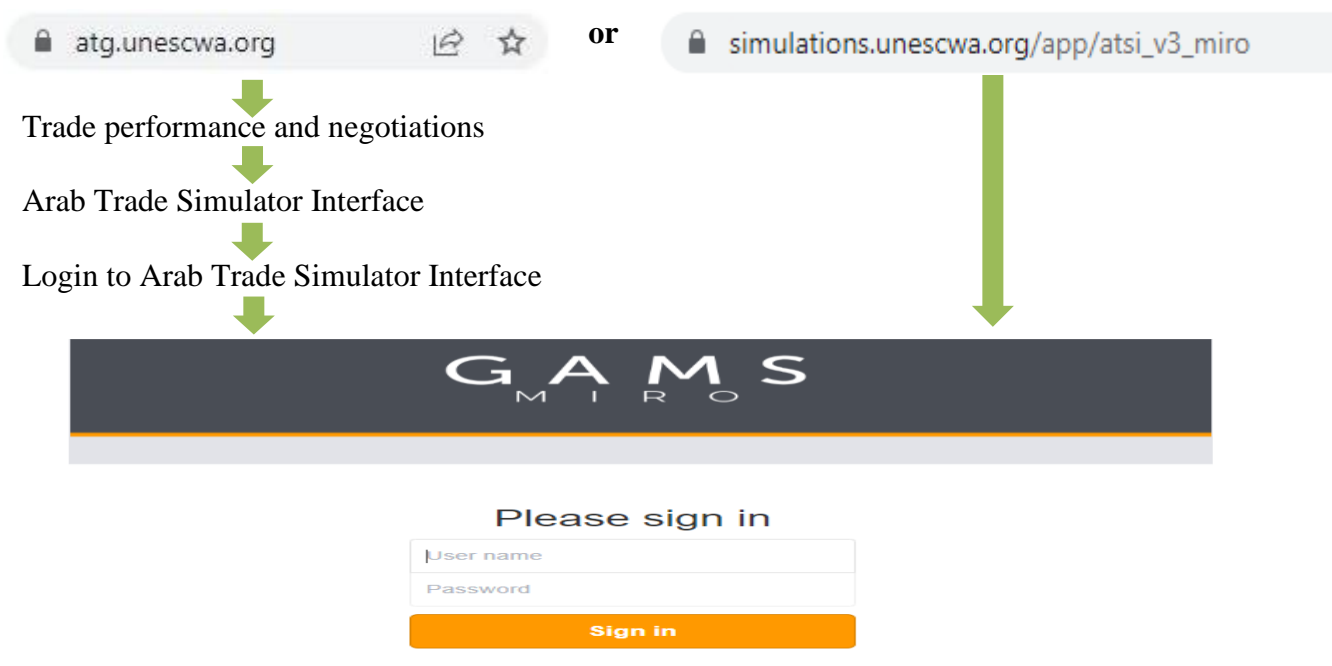 atg.unescwa.org
or
simulations.unescwa.org/app/atsi_v3_miro
Trade performance and negotiations
Arab Trade Simulator Interface
Login to Arab Trade Simulator Interface
GAMS
MIRO
Please sign in
User name
Password
Sign in